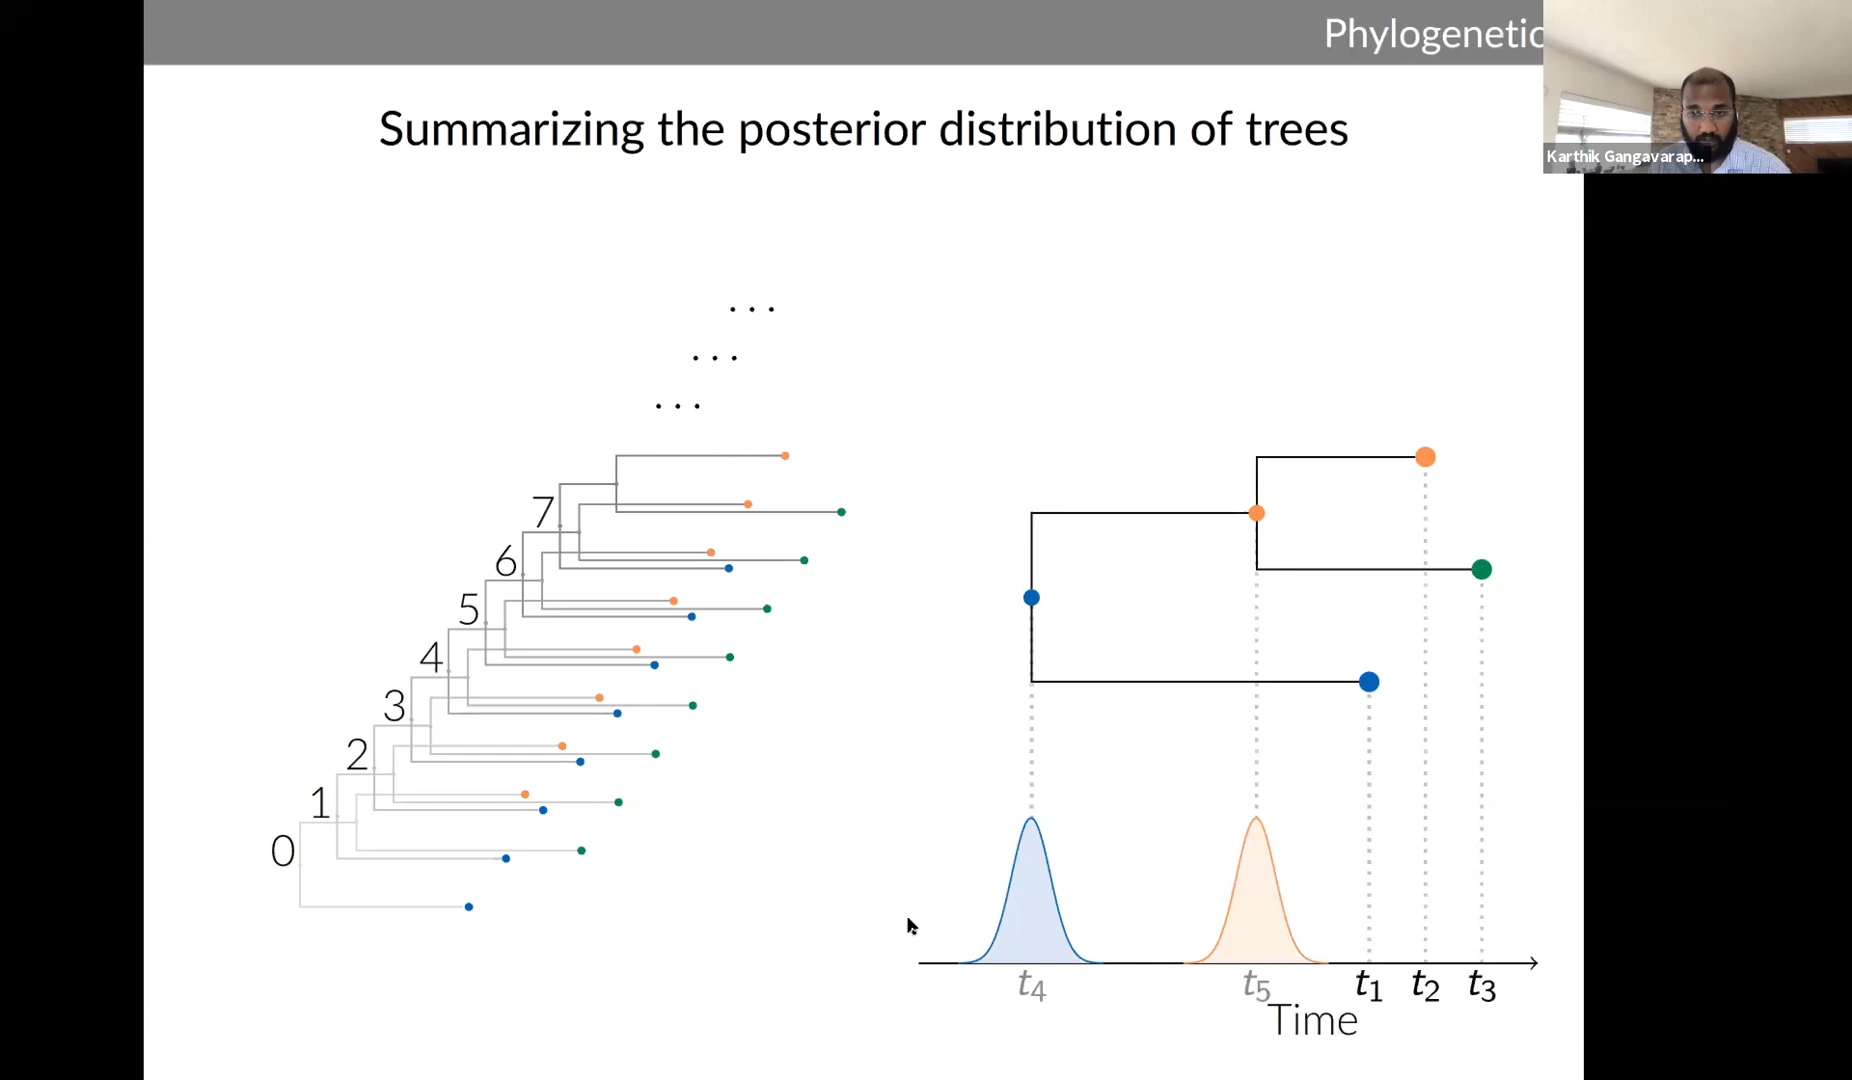 Phylogenetic
Karthik Gangavarap...
Summarizing the posterior distribution of trees
. . .
. . .
. . .
7
6
5
4
3
2
1
0
t4 t5 t1 t2 t3
Time